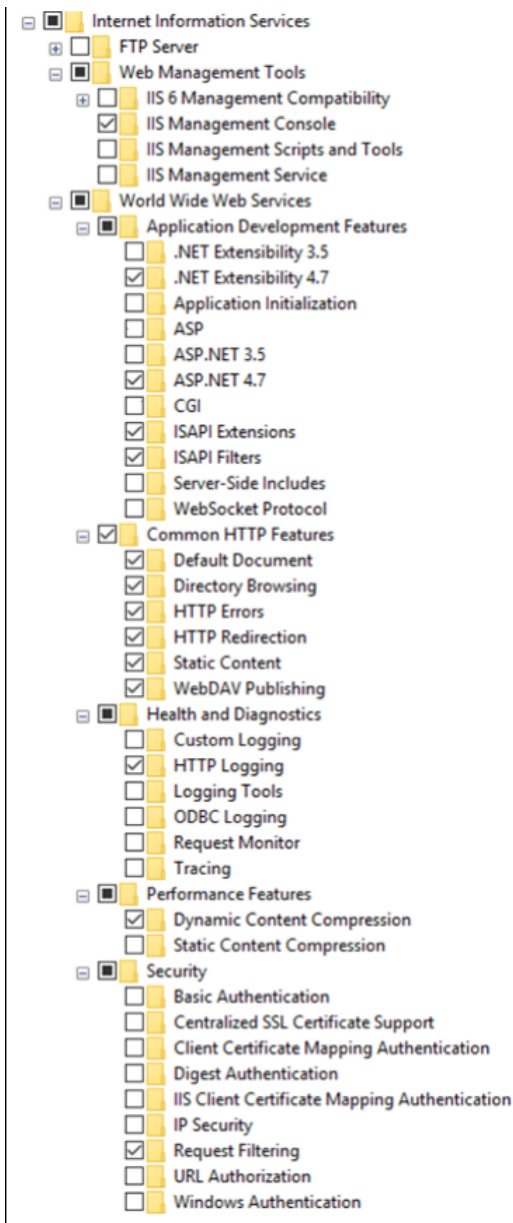 Internet Information Services
FTP Server
Web Management Tools
IIS 6 Management Compatibility
IIS Management Console
IIS Management Scripts and Tools
IIS Management Service
World Wide Web Services
Application Development Features
.NET Extensibility 3.5
.NET Extensibility 4.7
Application Initialization
ASP
ASP.NET 3.5
ASP.NET 4.7
CGI
ISAPI Extensions
ISAPI Filters
Server-Side Includes
WebSocket Protocol
Common HTTP Features
Default Document
Directory Browsing
HTTP Errors
HTTP Redirection
Static Content
WebDAV Publishing
Health and Diagnostics
Custom Logging
HTTP Logging
Logging Tools
ODBC Logging
Request Monitor
Tracing
Performance Features
Dynamic Content Compression
Static Content Compression
Security
Basic Authentication
Centralized SSL Certificate Support
Client Certificate Mapping Authentication
Digest Authentication
IIS Client Certificate Mapping Authentication
IP Security
Request Filtering
URL Authorization
Windows Authentication